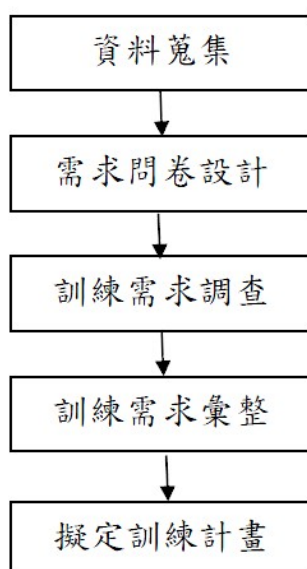 資料蒐集
需求問卷設計
訓練需求調查
訓練需求彙整
擬定訓練計畫